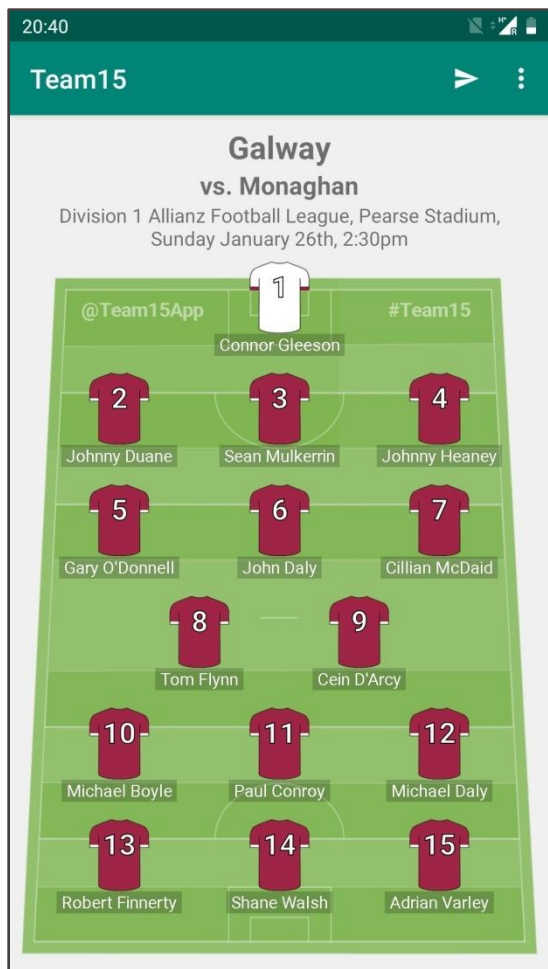 20:40
H+
R
Team15
Galway
vs. Monaghan
Division 1 Allianz Football League, Pearse Stadium,
Sunday January 26th, 2:30pm
1
@Team15App #Team15
Connor Gleeson
2 3 4
Johnny Duane Sean Mulkerrin Johnny Heaney
5 6 7
Gary O'Donnell John Daly Cillian McDaid
8 9
Tom Flynn Cein D'Arcy
10 11 12
Michael Boyle Paul Conroy Michael Daly
13 14 15
Robert Finnerty Shane Walsh Adrian Varley